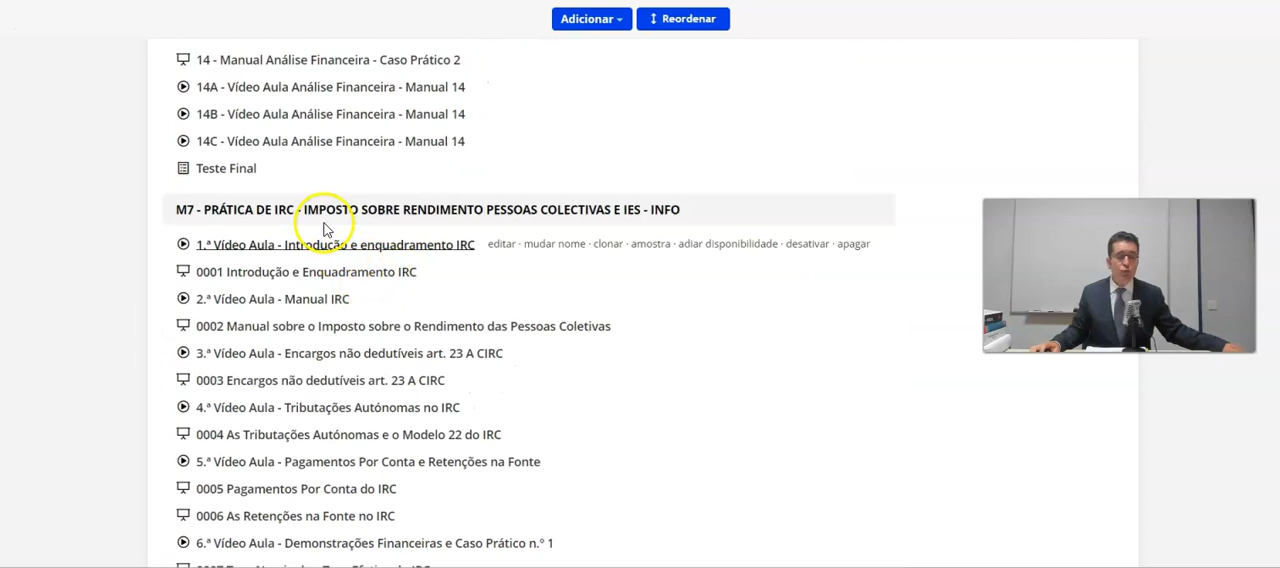 Adicionar
Reordenar
14 - Manual Análise Financeira - Caso Prático 2
14A - Vídeo Aula Análise Financeira - Manual 14
14B - Vídeo Aula Análise Financeira - Manual 14
14C - Vídeo Aula Análise Financeira - Manual 14
Teste Final
M7 - PRÁTICA DE IRC - IMPOSTO SOBRE RENDIMENTO PESSOAS COLECTIVAS E IES - INFO
1.ª Vídeo Aula - Introdução e enquadramento IRC editar · mudar nome · clonar · amostra · adiar disponibilidade · desativar · apagar
0001 Introdução e Enquadramento IRC
2.ª Vídeo Aula - Manual IRC
0002 Manual sobre o Imposto sobre o Rendimento das Pessoas Coletivas
3.ª Vídeo Aula - Encargos não dedutíveis art. 23 A CIRC
0003 Encargos não dedutíveis art. 23 A CIRC
4.ª Vídeo Aula - Tributações Autónomas no IRC
0004 As Tributações Autónomas e o Modelo 22 do IRC
5.ª Vídeo Aula - Pagamentos Por Conta e Retenções na Fonte
0005 Pagamentos Por Conta do IRC
0006 As Retenções na Fonte no IRC
6.ª Vídeo Aula - Demonstrações Financeiras e Caso Prático n.º 1